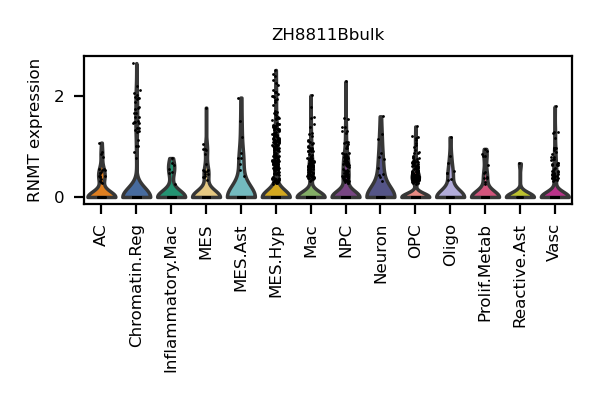 ZH8811Bbulk
RNMT expression
2
0
AC
Chromatin.Reg
Inflammatory.Mac
MES
MES.Ast
MES.Hyp
Mac
NPC
Neuron
OPC
Oligo
Prolif.Metab
Reactive.Ast
Vasc